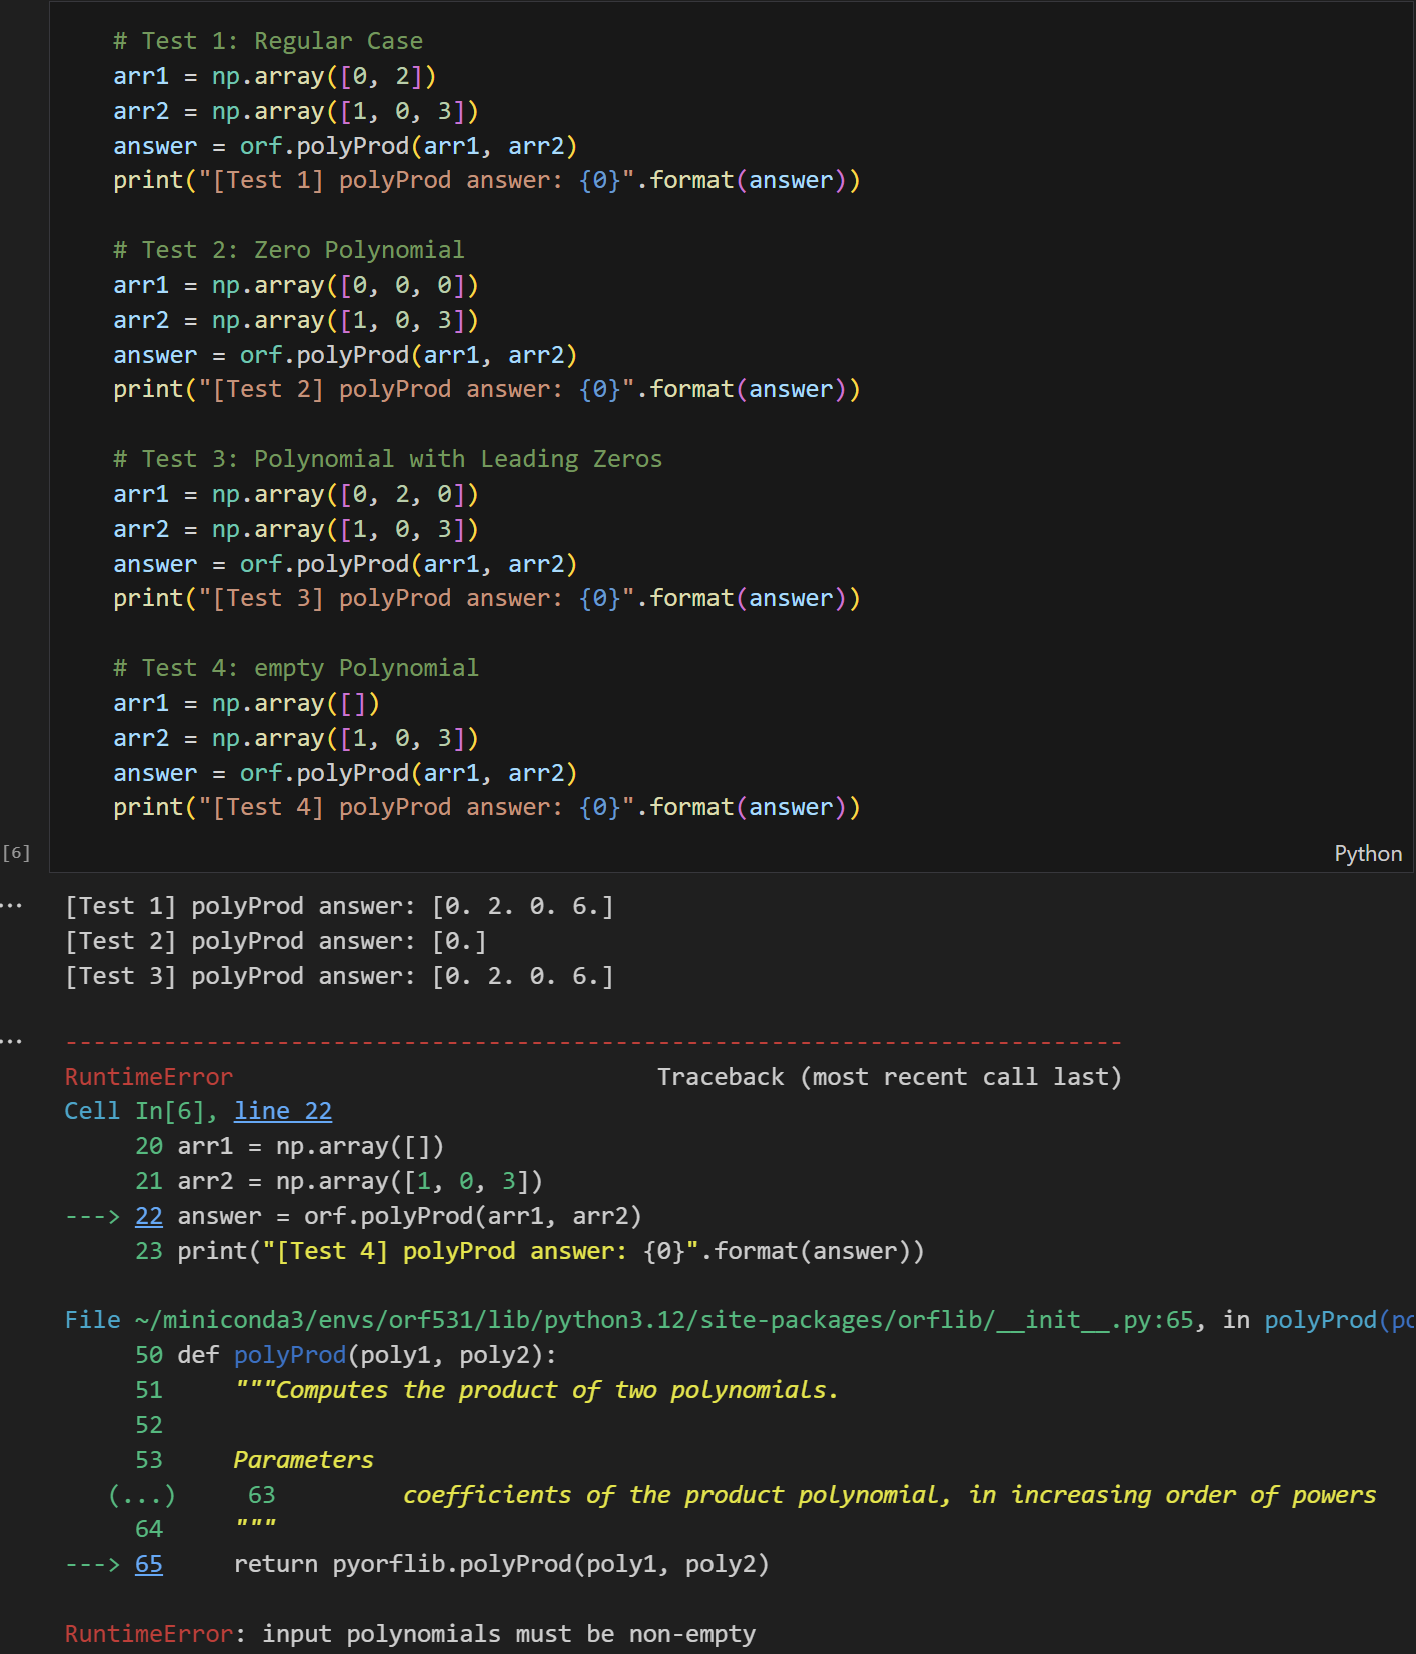 # Test 1: Regular Case
arr1 = np.array([0, 2])
arr2 = np.array([1, 0, 3])
answer = orf.polyProd(arr1, arr2)
print("[Test 1] polyProd answer: {0}".format(answer))

# Test 2: Zero Polynomial
arr1 = np.array([0, 0, 0])
arr2 = np.array([1, 0, 3])
answer = orf.polyProd(arr1, arr2)
print("[Test 2] polyProd answer: {0}".format(answer))

# Test 3: Polynomial with Leading Zeros
arr1 = np.array([0, 2, 0])
arr2 = np.array([1, 0, 3])
answer = orf.polyProd(arr1, arr2)
print("[Test 3] polyProd answer: {0}".format(answer))

# Test 4: empty Polynomial
arr1 = np.array([])
arr2 = np.array([1, 0, 3])
answer = orf.polyProd(arr1, arr2)
print("[Test 4] polyProd answer: {0}".format(answer))
[6]
Python
... [Test 1] polyProd answer: [0. 2. 0. 6.]
[Test 2] polyProd answer: [0.]
[Test 3] polyProd answer: [0. 2. 0. 6.]
... ---------------------------------------------------------------------------
RuntimeError                              Traceback (most recent call last)
Cell In[6], line 22
     20 arr1 = np.array([])
     21 arr2 = np.array([1, 0, 3])
---> 22 answer = orf.polyProd(arr1, arr2)
     23 print("[Test 4] polyProd answer: {0}".format(answer))

File ~/miniconda3/envs/orf531/lib/python3.12/site-packages/orflib/__init__.py:65, in polyProd(po
     50 def polyProd(poly1, poly2):
     51     """Computes the product of two polynomials.
     52
     53     Parameters
   (...)     63         coefficients of the product polynomial, in increasing order of powers
     64     """
---> 65     return pyorflib.polyProd(poly1, poly2)

RuntimeError: input polynomials must be non-empty